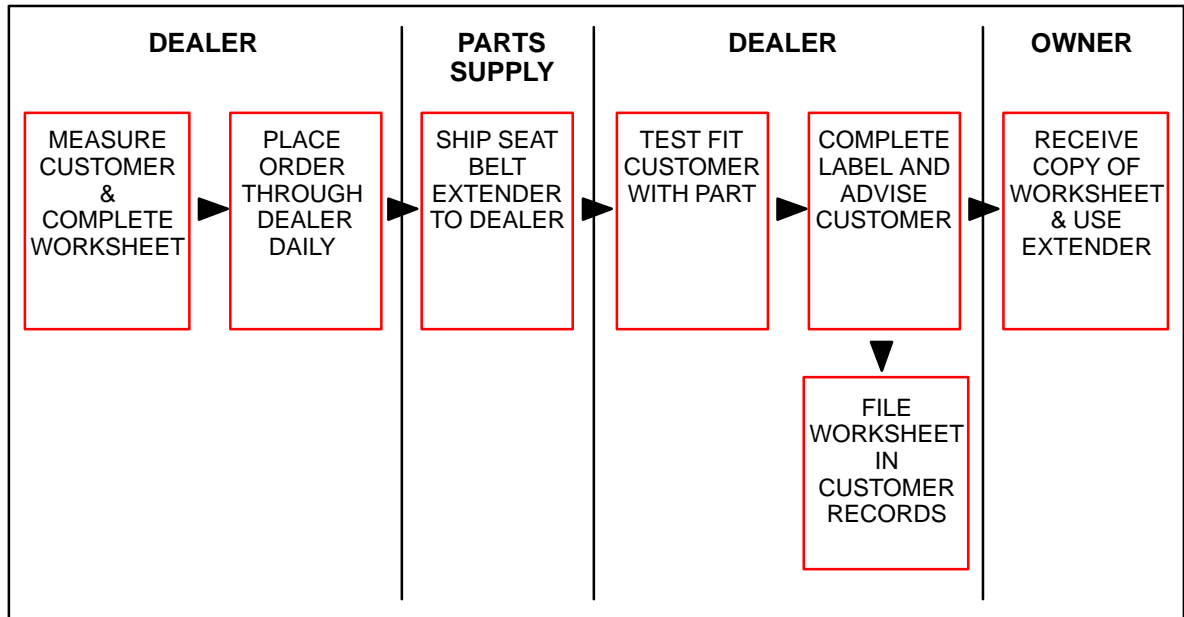 DEALER
MEASURE
CUSTOMER
&
COMPLETE
WORKSHEET
PLACE
ORDER
THROUGH
DEALER
DAILY
PARTS
SUPPLY
SHIP SEAT
BELT
EXTENDER
TO DEALER
DEALER
TEST FIT
CUSTOMER
WITH PART
COMPLETE
LABEL AND
ADVISE
CUSTOMER
FILE
WORKSHEET
IN
CUSTOMER
RECORDS
OWNER
RECEIVE
COPY OF
WORKSHEET
& USE
EXTENDER